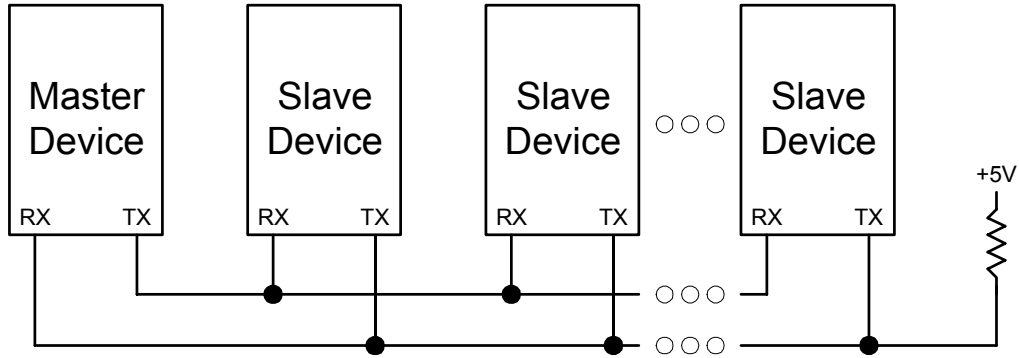 Master
Device
Slave
Device
Slave
Device
Slave
Device
+5V
RX TX RX TX RX TX RX TX